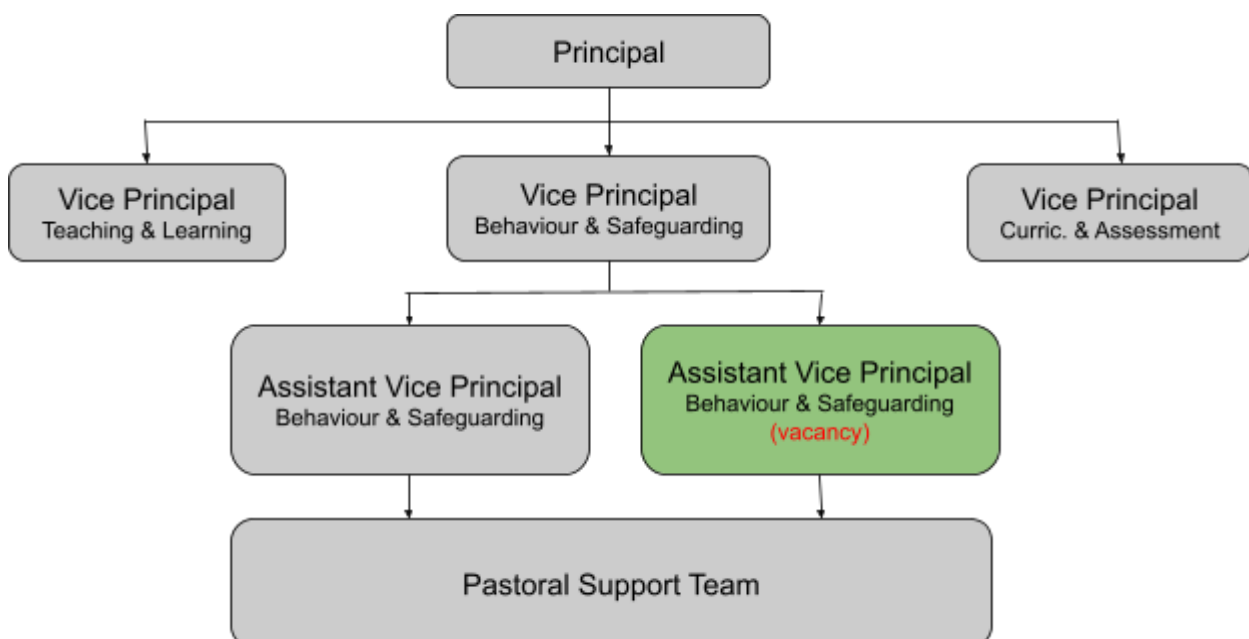 Principal
Vice Principal
Teaching & Learning
Vice Principal
Behaviour & Safeguarding
Vice Principal
Curric. & Assessment
Assistant Vice Principal
Behaviour & Safeguarding
Assistant Vice Principal
Behaviour & Safeguarding
(vacancy)
Pastoral Support Team